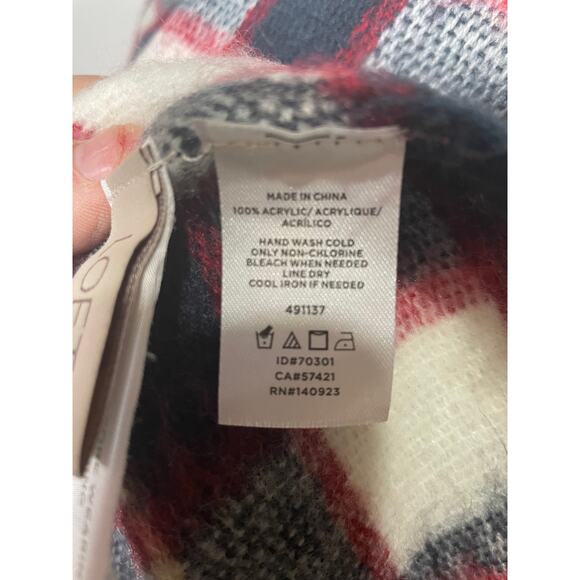 MADE IN CHINA
100% ACRYLIC/ ACRYLIQUE/
ACRÍLICO
HAND WASH COLD
ONLY NON-CHLORINE
BLEACH WHEN NEEDED
LINE DRY
COOL IRON IF NEEDED
491137
ID#70301
CA#57421
RN#140923
LOFT